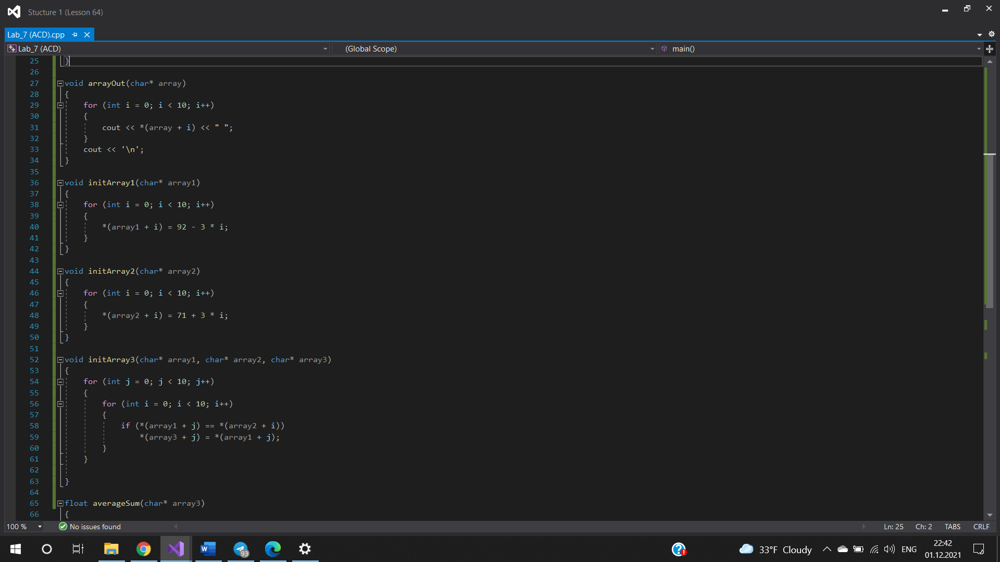 Stucture 1 (Lesson 64)
Lab_7 (ACD).cpp
Lab_7 (ACD) (Global Scope) main()
25 }
26
27 void arrayOut(char* array)
28 {
29 for (int i = 0; i < 10; i++)
30 {
31 cout << *(array + i) << " ";
32 }
33 cout << '\n';
34 }
35
36 void initArray1(char* array1)
37 {
38 for (int i = 0; i < 10; i++)
39 {
40 *(array1 + i) = 92 - 3 * i;
41 }
42 }
43
44 void initArray2(char* array2)
45 {
46 for (int i = 0; i < 10; i++)
47 {
48 *(array2 + i) = 71 + 3 * i;
49 }
50 }
51
52 void initArray3(char* array1, char* array2, char* array3)
53 {
54 for (int j = 0; j < 10; j++)
55 {
56 for (int i = 0; i < 10; i++)
57 {
58 if (*(array1 + j) == *(array2 + i))
59 *(array3 + j) = *(array1 + j);
60 }
61 }
62
63 }
64
65 float averageSum(char* array3)
66 {
100 % No issues found Ln: 25 Ch: 2 TABS CRLF
93 33°F Cloudy ENG 22:42
01.12.2021